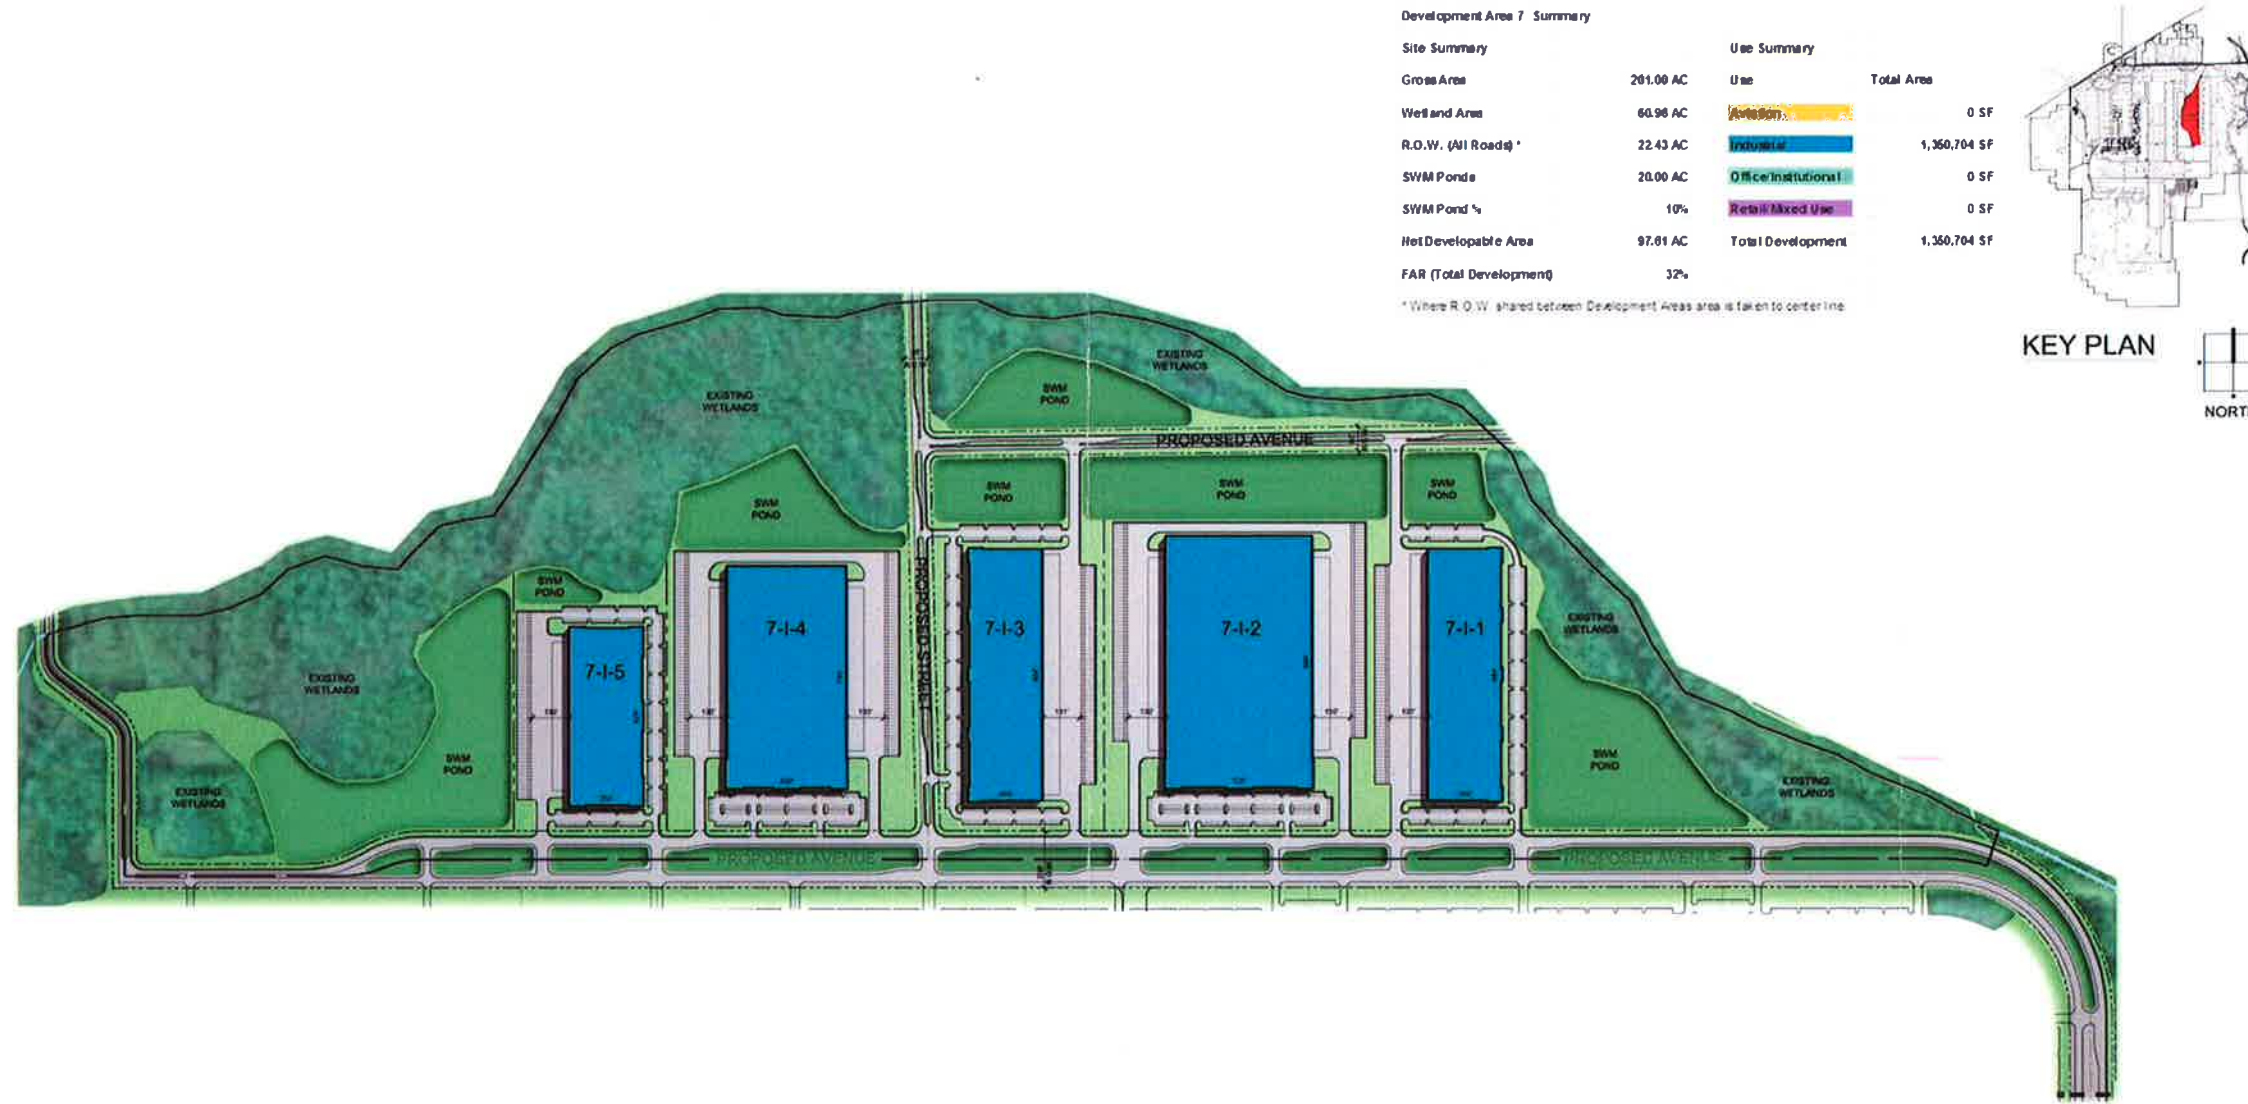 Development Area 7 Summary
Site Summary Use Summary
Gross Area 201.00 AC Use Total Area
Wetland Area 60.96 AC Aviation 0 SF
R.O.W. (All Roads) * 22.43 AC Industrial 1,350,704 SF
SWM Ponds 20.00 AC Office/Institutional 0 SF
SWM Pond % 10% Retail/Mixed Use 0 SF
Net Developable Area 97.61 AC Total Development 1,350,704 SF
FAR (Total Development) 32%
* Where R.O.W. shared between Development Areas area is taken to center line
KEY PLAN
EXISTING
WETLANDS
EXISTING
WETLANDS
SWM
POND
PROPOSED AVENUE
SWM
POND
SWM
POND
SWM
POND
SWM
POND
SWM
POND
PROPOSED STREET
7-I-5
7-I-4
7-I-3
7-I-2
7-I-1
EXISTING
WETLANDS
EXISTING
WETLANDS
SWM
POND
SWM
POND
EXISTING
WETLANDS
EXISTING
WETLANDS
PROPOSED AVENUE
PROPOSED AVENUE